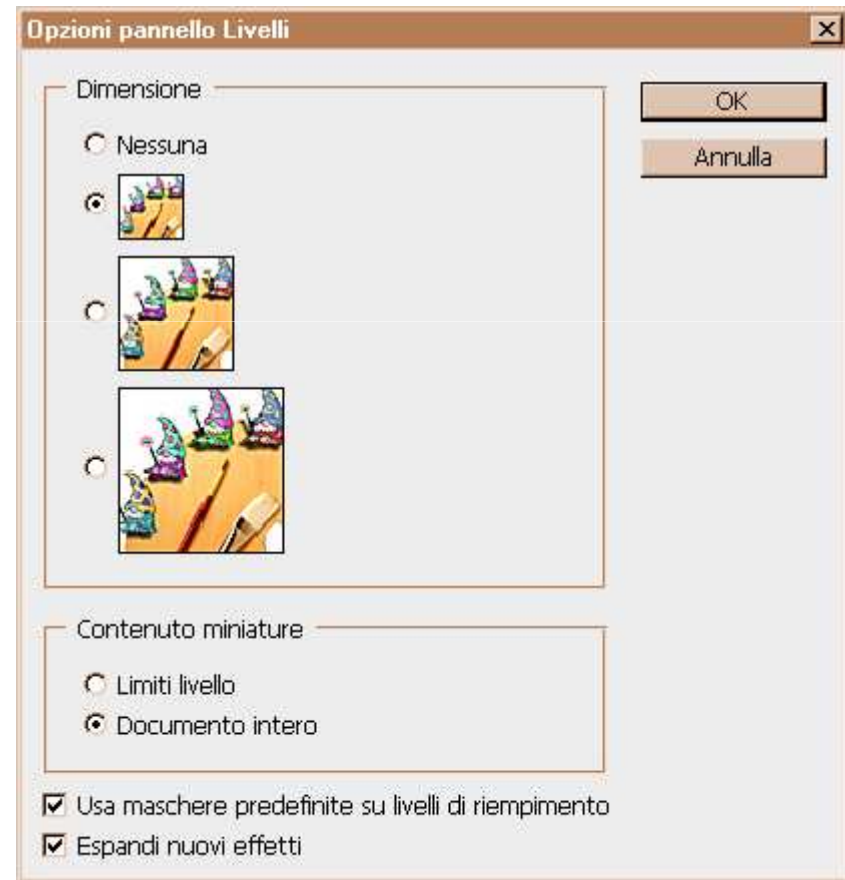 Opzioni pannello Livelli
Dimensione
Nessuna
OK
Annulla
Contenuto miniature
Limiti livello
Documento intero
Usa maschere predefinite su livelli di riempimento
Espandi nuovi effetti